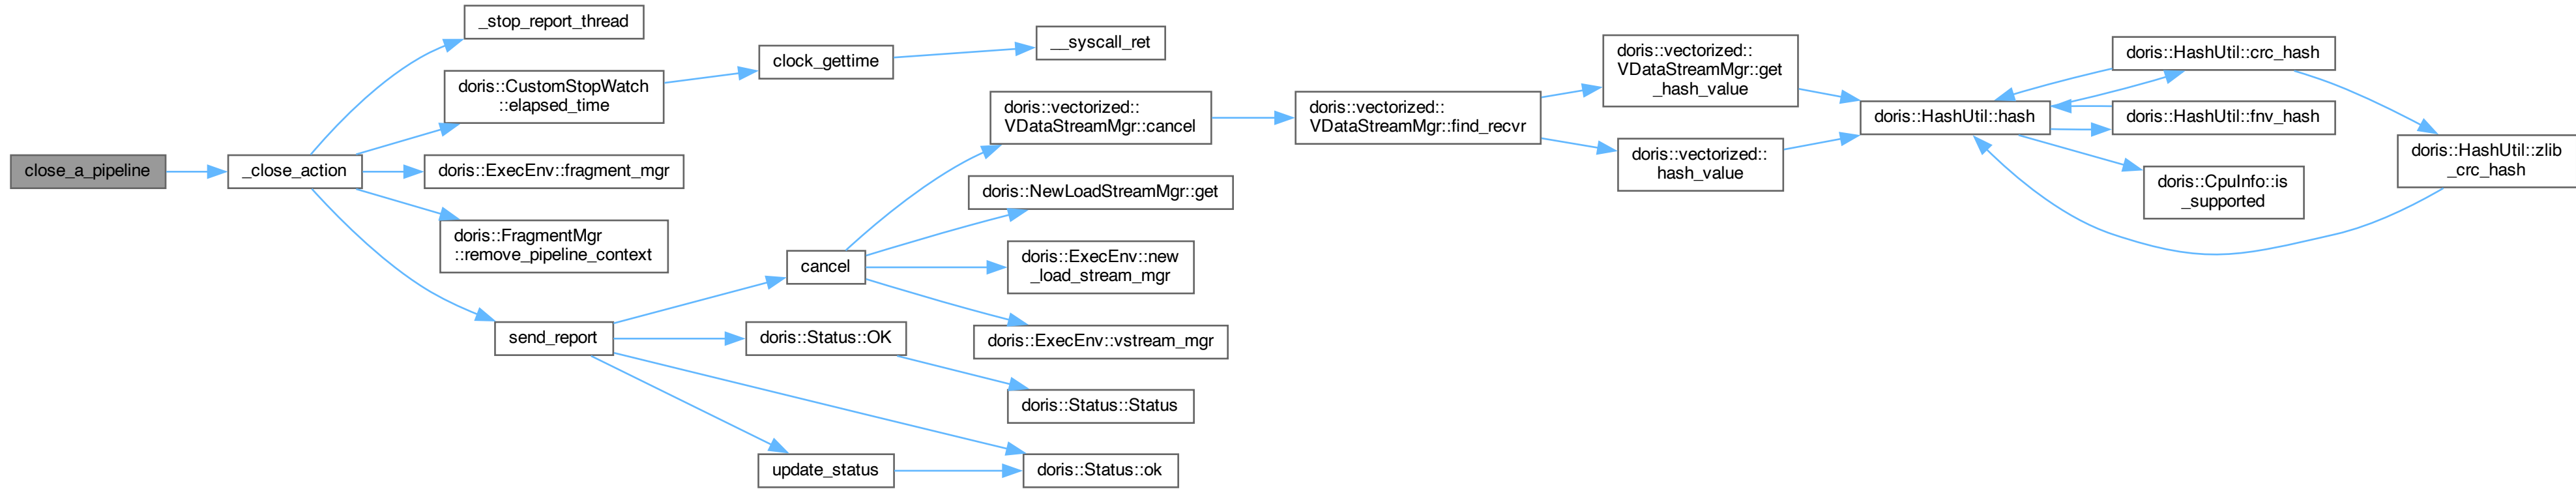 close_a_pipeline
_close_action
_stop_report_thread
doris::CustomStopWatch
::elapsed_time
clock_gettime
__syscall_ret
doris::ExecEnv::fragment_mgr
doris::FragmentMgr
::remove_pipeline_context
send_report
cancel
doris::vectorized::
VDataStreamMgr::cancel
doris::vectorized::
VDataStreamMgr::find_recvr
doris::vectorized::
VDataStreamMgr::get
_hash_value
doris::vectorized::
hash_value
doris::HashUtil::hash
doris::HashUtil::crc_hash
doris::HashUtil::fnv_hash
doris::CpuInfo::is
_supported
doris::HashUtil::zlib
_crc_hash
doris::NewLoadStreamMgr::get
doris::ExecEnv::new
_load_stream_mgr
doris::ExecEnv::vstream_mgr
doris::Status::OK
doris::Status::Status
update_status
doris::Status::ok